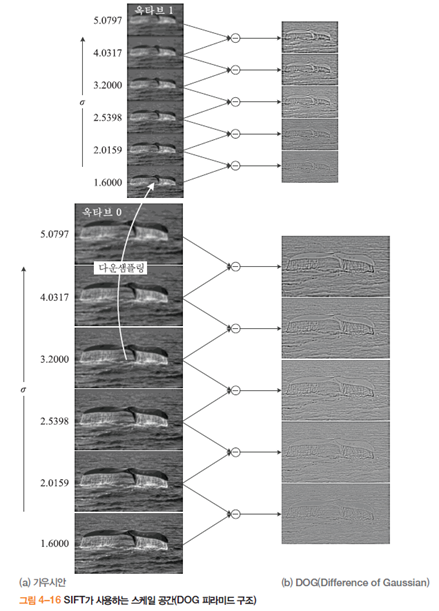 옥타브 1
5.0797
4.0317
3.2000
σ
2.5398
2.0159
1.6000
옥타브 0
5.0797
다운샘플링
4.0317
3.2000
σ
2.5398
2.0159
1.6000
(a) 가우시안
(b) DOG(Difference of Gaussian)
그림 4-16 SIFT가 사용하는 스케일 공간(DOG 피라미드 구조)